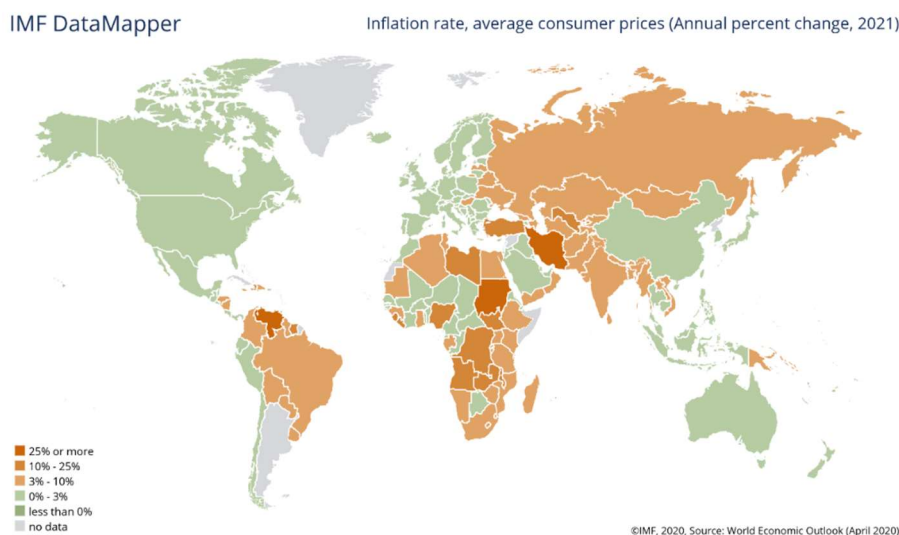 IMF DataMapper
Inflation rate, average consumer prices (Annual percent change, 2021)
25% or more
10% - 25%
3% - 10%
0% - 3%
less than 0%
no data
©IMF, 2020, Source: World Economic Outlook (April 2020)